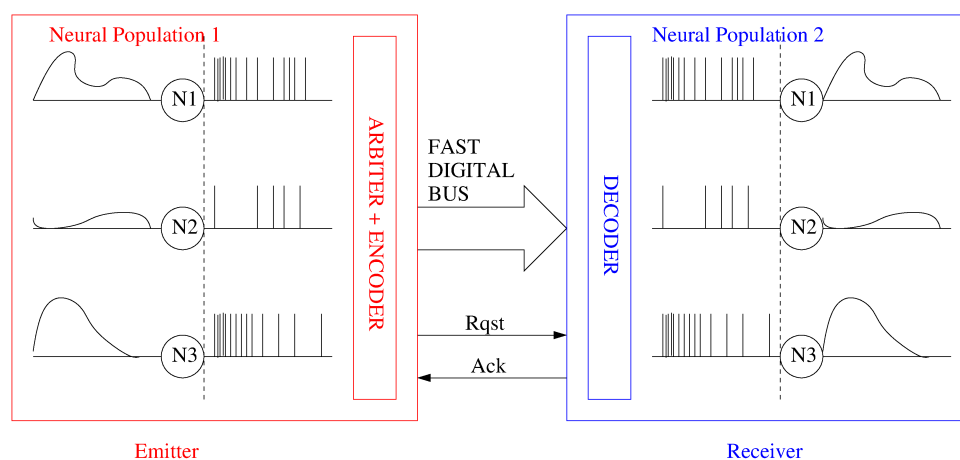 Neural Population 1
N1
N2
N3
ARBITER + ENCODER
Emitter
FAST
DIGITAL
BUS
Rqst
Ack
Neural Population 2
DECODER
N1
N2
N3
Receiver